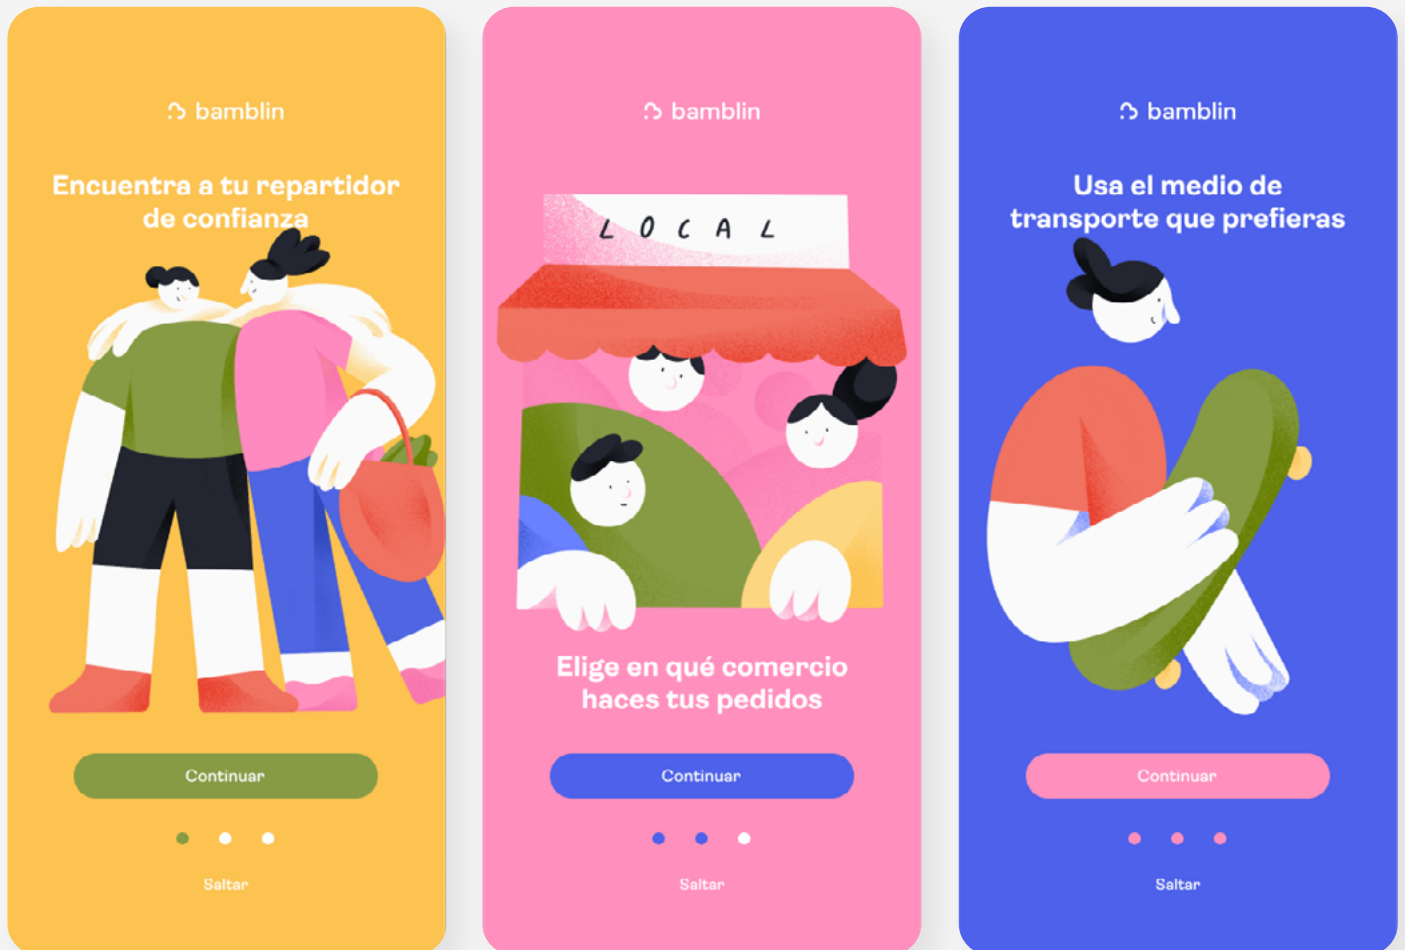 bamblin
Encuentra a tu repartidor
de confianza
Continuar
Saltar
bamblin
LOCAL
Elige en qué comercio
haces tus pedidos
Continuar
Saltar
bamblin
Usa el medio de
transporte que prefieras
Continuar
Saltar